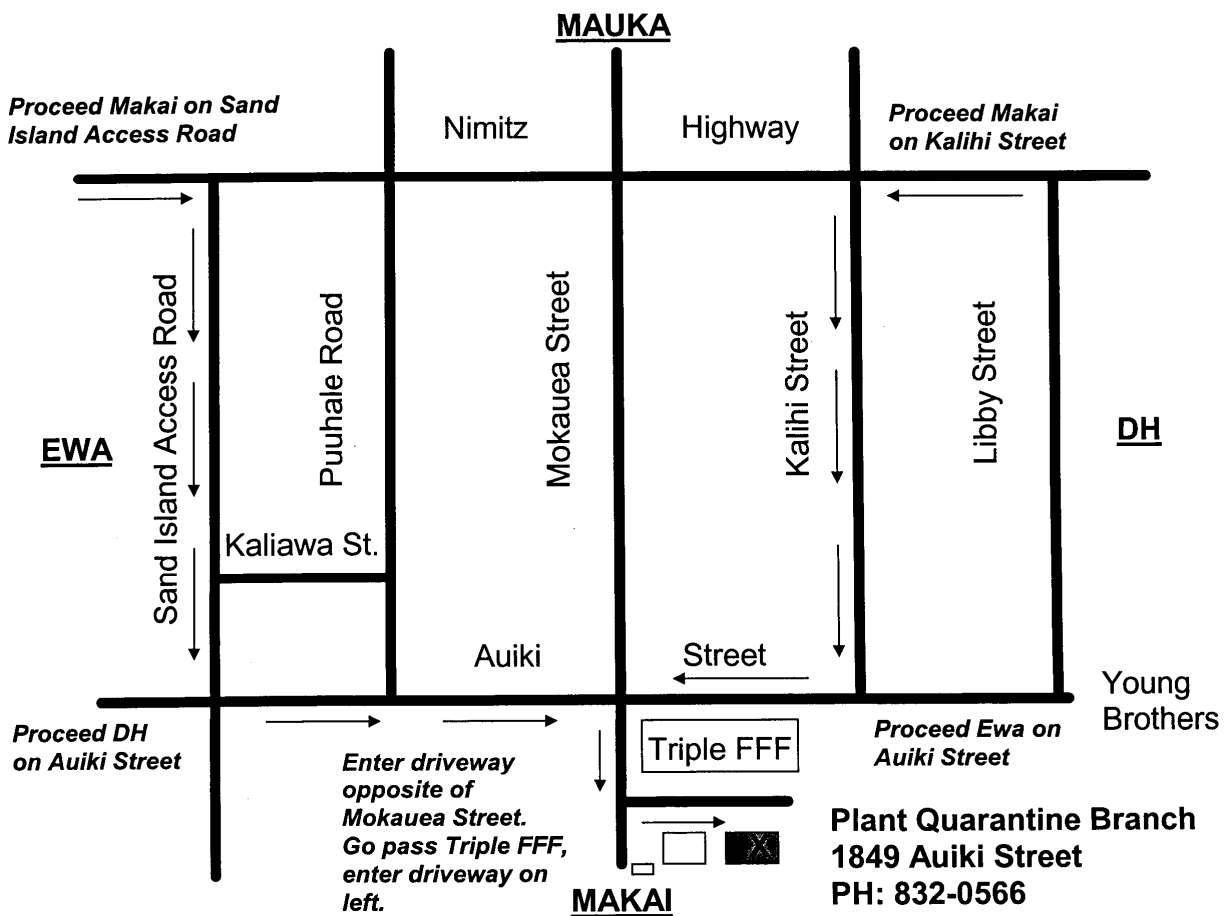 MAUKA
Proceed Makai on Sand
Island Access Road
Nimitz
Highway
Proceed Makai
on Kalihi Street
Sand Island Access Road
Puuhale Road
Mokauea Street
Kalihi Street
Libby Street
EWA
DH
Kaliawa St.
Auiki
Street
Young
Brothers
Proceed DH
on Auiki Street
Enter driveway
opposite of
Mokauea Street.
Go pass Triple FFF,
enter driveway on
left.
Triple FFF
Proceed Ewa on
Auiki Street
X
Plant Quarantine Branch
1849 Auiki Street
PH: 832-0566
MAKAI